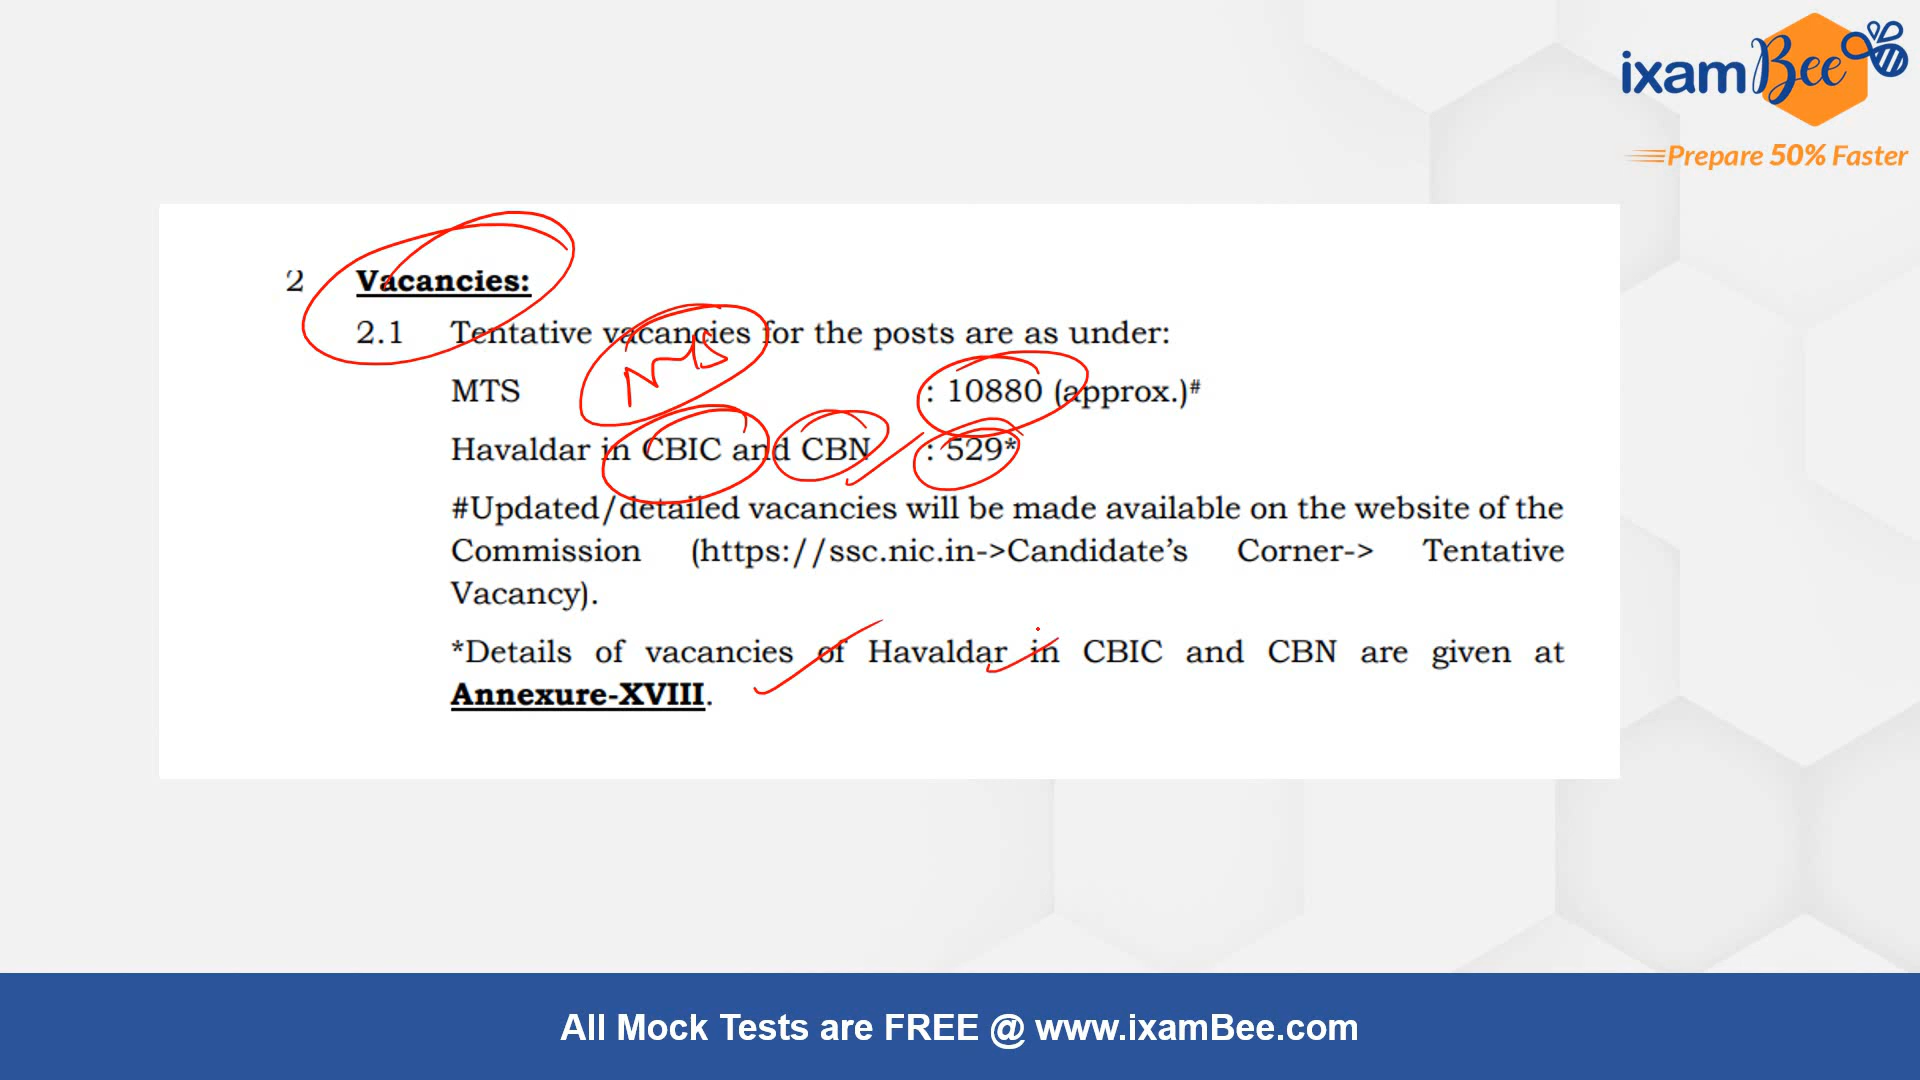 ixamBee
Prepare 50% Faster
2 Vacancies:
2.1 Tentative vacancies for the posts are as under:
MTS : 10880 (approx.)#
Havaldar in CBIC and CBN : 529*
#Updated/detailed vacancies will be made available on the website of the
Commission (https://ssc.nic.in->Candidate’s Corner-> Tentative
Vacancy).
*Details of vacancies of Havaldar in CBIC and CBN are given at
Annexure-XVIII.
All Mock Tests are FREE @ www.ixamBee.com